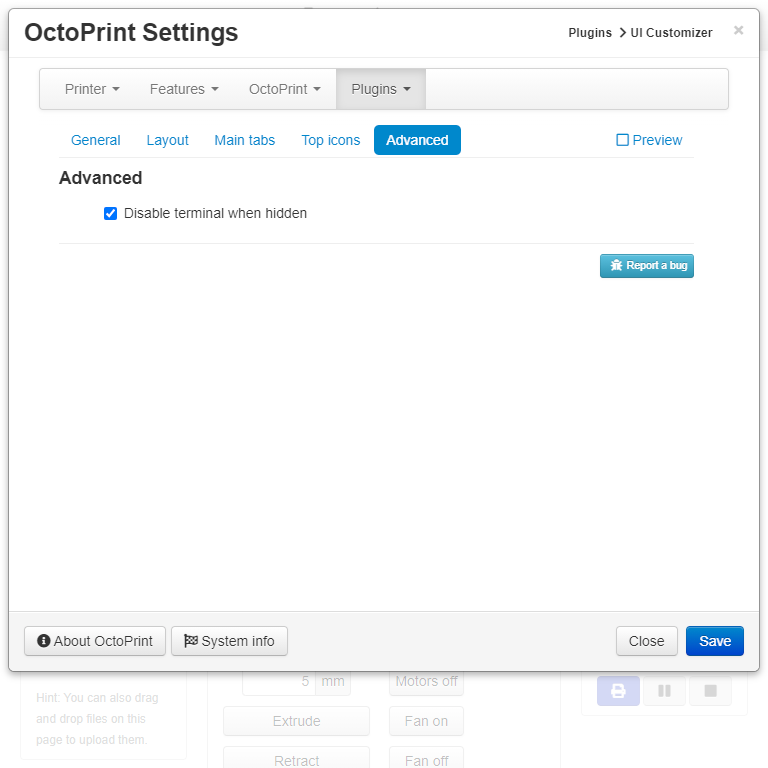 OctoPrint Settings
Plugins > UI Customizer ×
Printer Features OctoPrint Plugins
General Layout Main tabs Top icons Advanced Preview
Advanced
Disable terminal when hidden
Report a bug
About OctoPrint System info Close Save
5 mm Motors off
Hint: You can also drag
and drop files on this
page to upload them.
Extrude Fan on
Retract Fan off